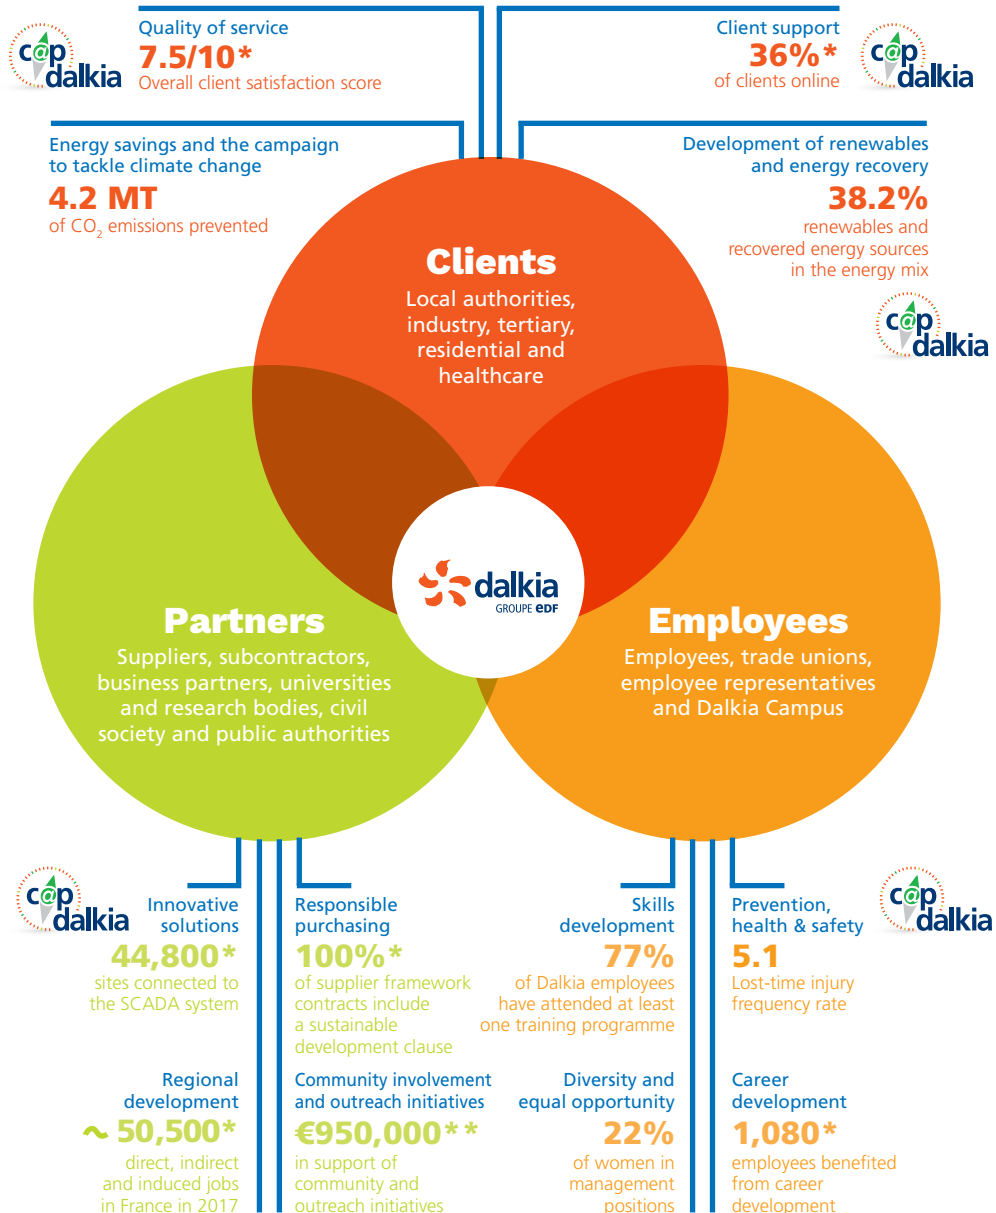 c@p
dalkia
Quality of service
7.5/10*
Overall client satisfaction score
Client support
36%*
of clients online
c@p
dalkia
Energy savings and the campaign
to tackle climate change
4.2 MT
of CO2 emissions prevented
Development of renewables
and energy recovery
38.2%
renewables and
recovered energy sources
in the energy mix
c@p
dalkia
Clients
Local authorities,
industry, tertiary,
residential and
healthcare
dalkia
GROUPE eDF
Partners
Suppliers, subcontractors,
business partners, universities
and research bodies, civil
society and public authorities
Employees
Employees, trade unions,
employee representatives
and Dalkia Campus
c@p
dalkia
Innovative
solutions
44,800*
sites connected to
the SCADA system
Responsible
purchasing
100%*
of supplier framework
contracts include
a sustainable
development clause
Skills
development
77%
of Dalkia employees
have attended at least
one training programme
Prevention,
health & safety
5.1
Lost-time injury
frequency rate
c@p
dalkia
Regional
development
~ 50,500*
direct, indirect
and induced jobs
in France in 2017
Community involvement
and outreach initiatives
€950,000**
in support of
community and
outreach initiatives
Diversity and
equal opportunity
22%
of women in
management
positions
Career
development
1,080*
employees benefited
from career
development